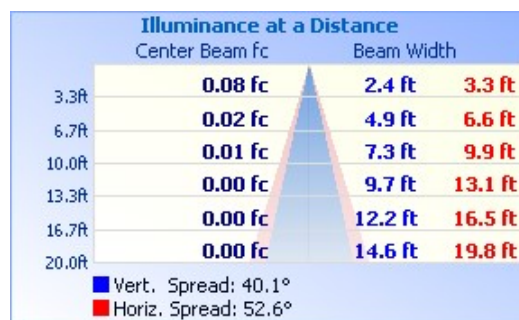 Illuminance at a Distance
Center Beam fc Beam Width
3.3ft 0.08 fc 2.4 ft 3.3 ft
6.7ft 0.02 fc 4.9 ft 6.6 ft
10.0ft 0.01 fc 7.3 ft 9.9 ft
13.3ft 0.00 fc 9.7 ft 13.1 ft
16.7ft 0.00 fc 12.2 ft 16.5 ft
20.0ft 0.00 fc 14.6 ft 19.8 ft
Vert. Spread: 40.1°
Horiz. Spread: 52.6°